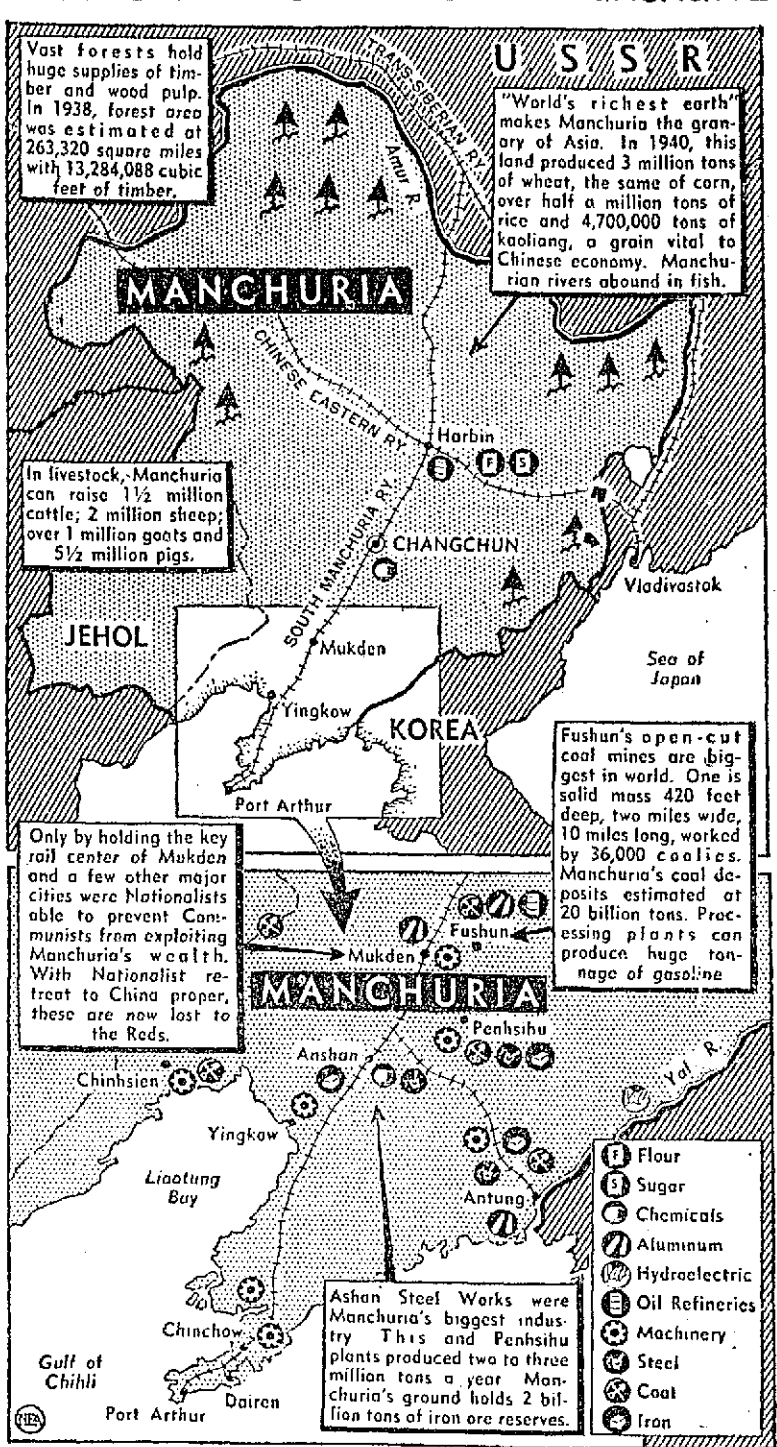 U. S. S. R.
TRANS-SIBERIAN RY.
Vast forests hold
huge supplies of tim-
ber and wood pulp.
In 1938, forest area
was estimated at
263,320 square miles
with 13,284,088 cubic
feet of timber.
"World's richest earth"
makes Manchuria the gran-
ary of Asia. In 1940, this
land produced 3 million tons
of wheat, the same of corn,
over half a million tons of
rice and 4,700,000 tons of
kaoliang, a grain vital to
Chinese economy. Manchu-
rian rivers abound in fish.
Amur R.
MANCHURIA
CHINESE EASTERN RY.
Harbin
F
S
In livestock, Manchuria
can raise 1½ million
cattle; 2 million sheep;
over 1 million goats and
5½ million pigs.
SOUTH MANCHURIA RY.
CHANGCHUN
Vladivostok
JEHOL
Mukden
Sea of
Japan
Yingkow
KOREA
Port Arthur
Fushun's open-cut
coal mines are big-
gest in world. One is
solid mass 420 feet
deep, two miles wide,
10 miles long, worked
by 36,000 coolies.
Manchuria's coal de-
posits estimated at
20 billion tons. Proc-
essing plants can
produce huge ton-
nage of gasoline
Only by holding the key
rail center of Mukden
and a few other major
cities were Nationalists
able to prevent Com-
munists from exploiting
Manchuria's wealth.
With Nationalist re-
treat to China proper,
these are now lost to
the Reds.
Fushun
Mukden
MANCHURIA
Penhsihu
Anshan
Chinhsien
Yal R.
Yingkow
Liaotung
Bay
Antung
F Flour
S Sugar
Chemicals
Aluminum
Hydroelectric
Oil Refineries
Machinery
Steel
Coal
Iron
Ashan Steel Works were
Manchuria's biggest indus-
try This and Penhsihu
plants produced two to three
million tons a year Man-
churia's ground holds 2 bil-
lion tons of iron ore reserves.
Chinchow
Gulf of
Chihli
Dairen
Port Arthur
NEA